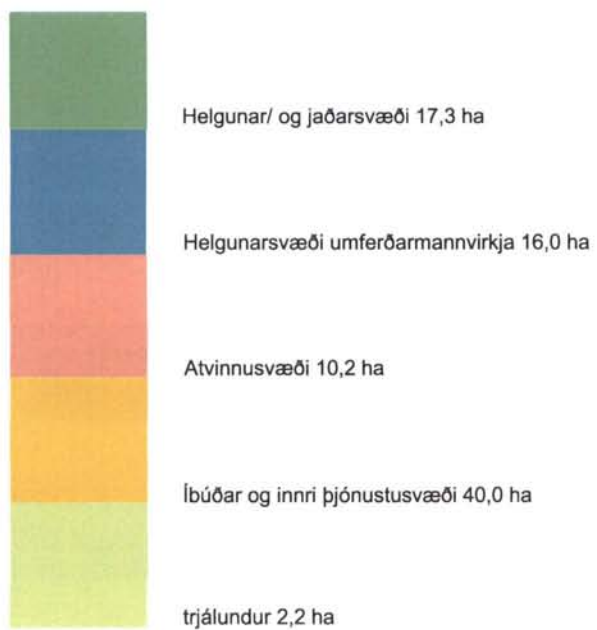 Helgunar/ og jaðarsvæði 17,3 ha
Helgunarsvæði umferðarmannvirkja 16,0 ha
Atvinnusvæði 10,2 ha
Íbúðar og innri þjónustusvæði 40,0 ha
trjálundur 2,2 ha